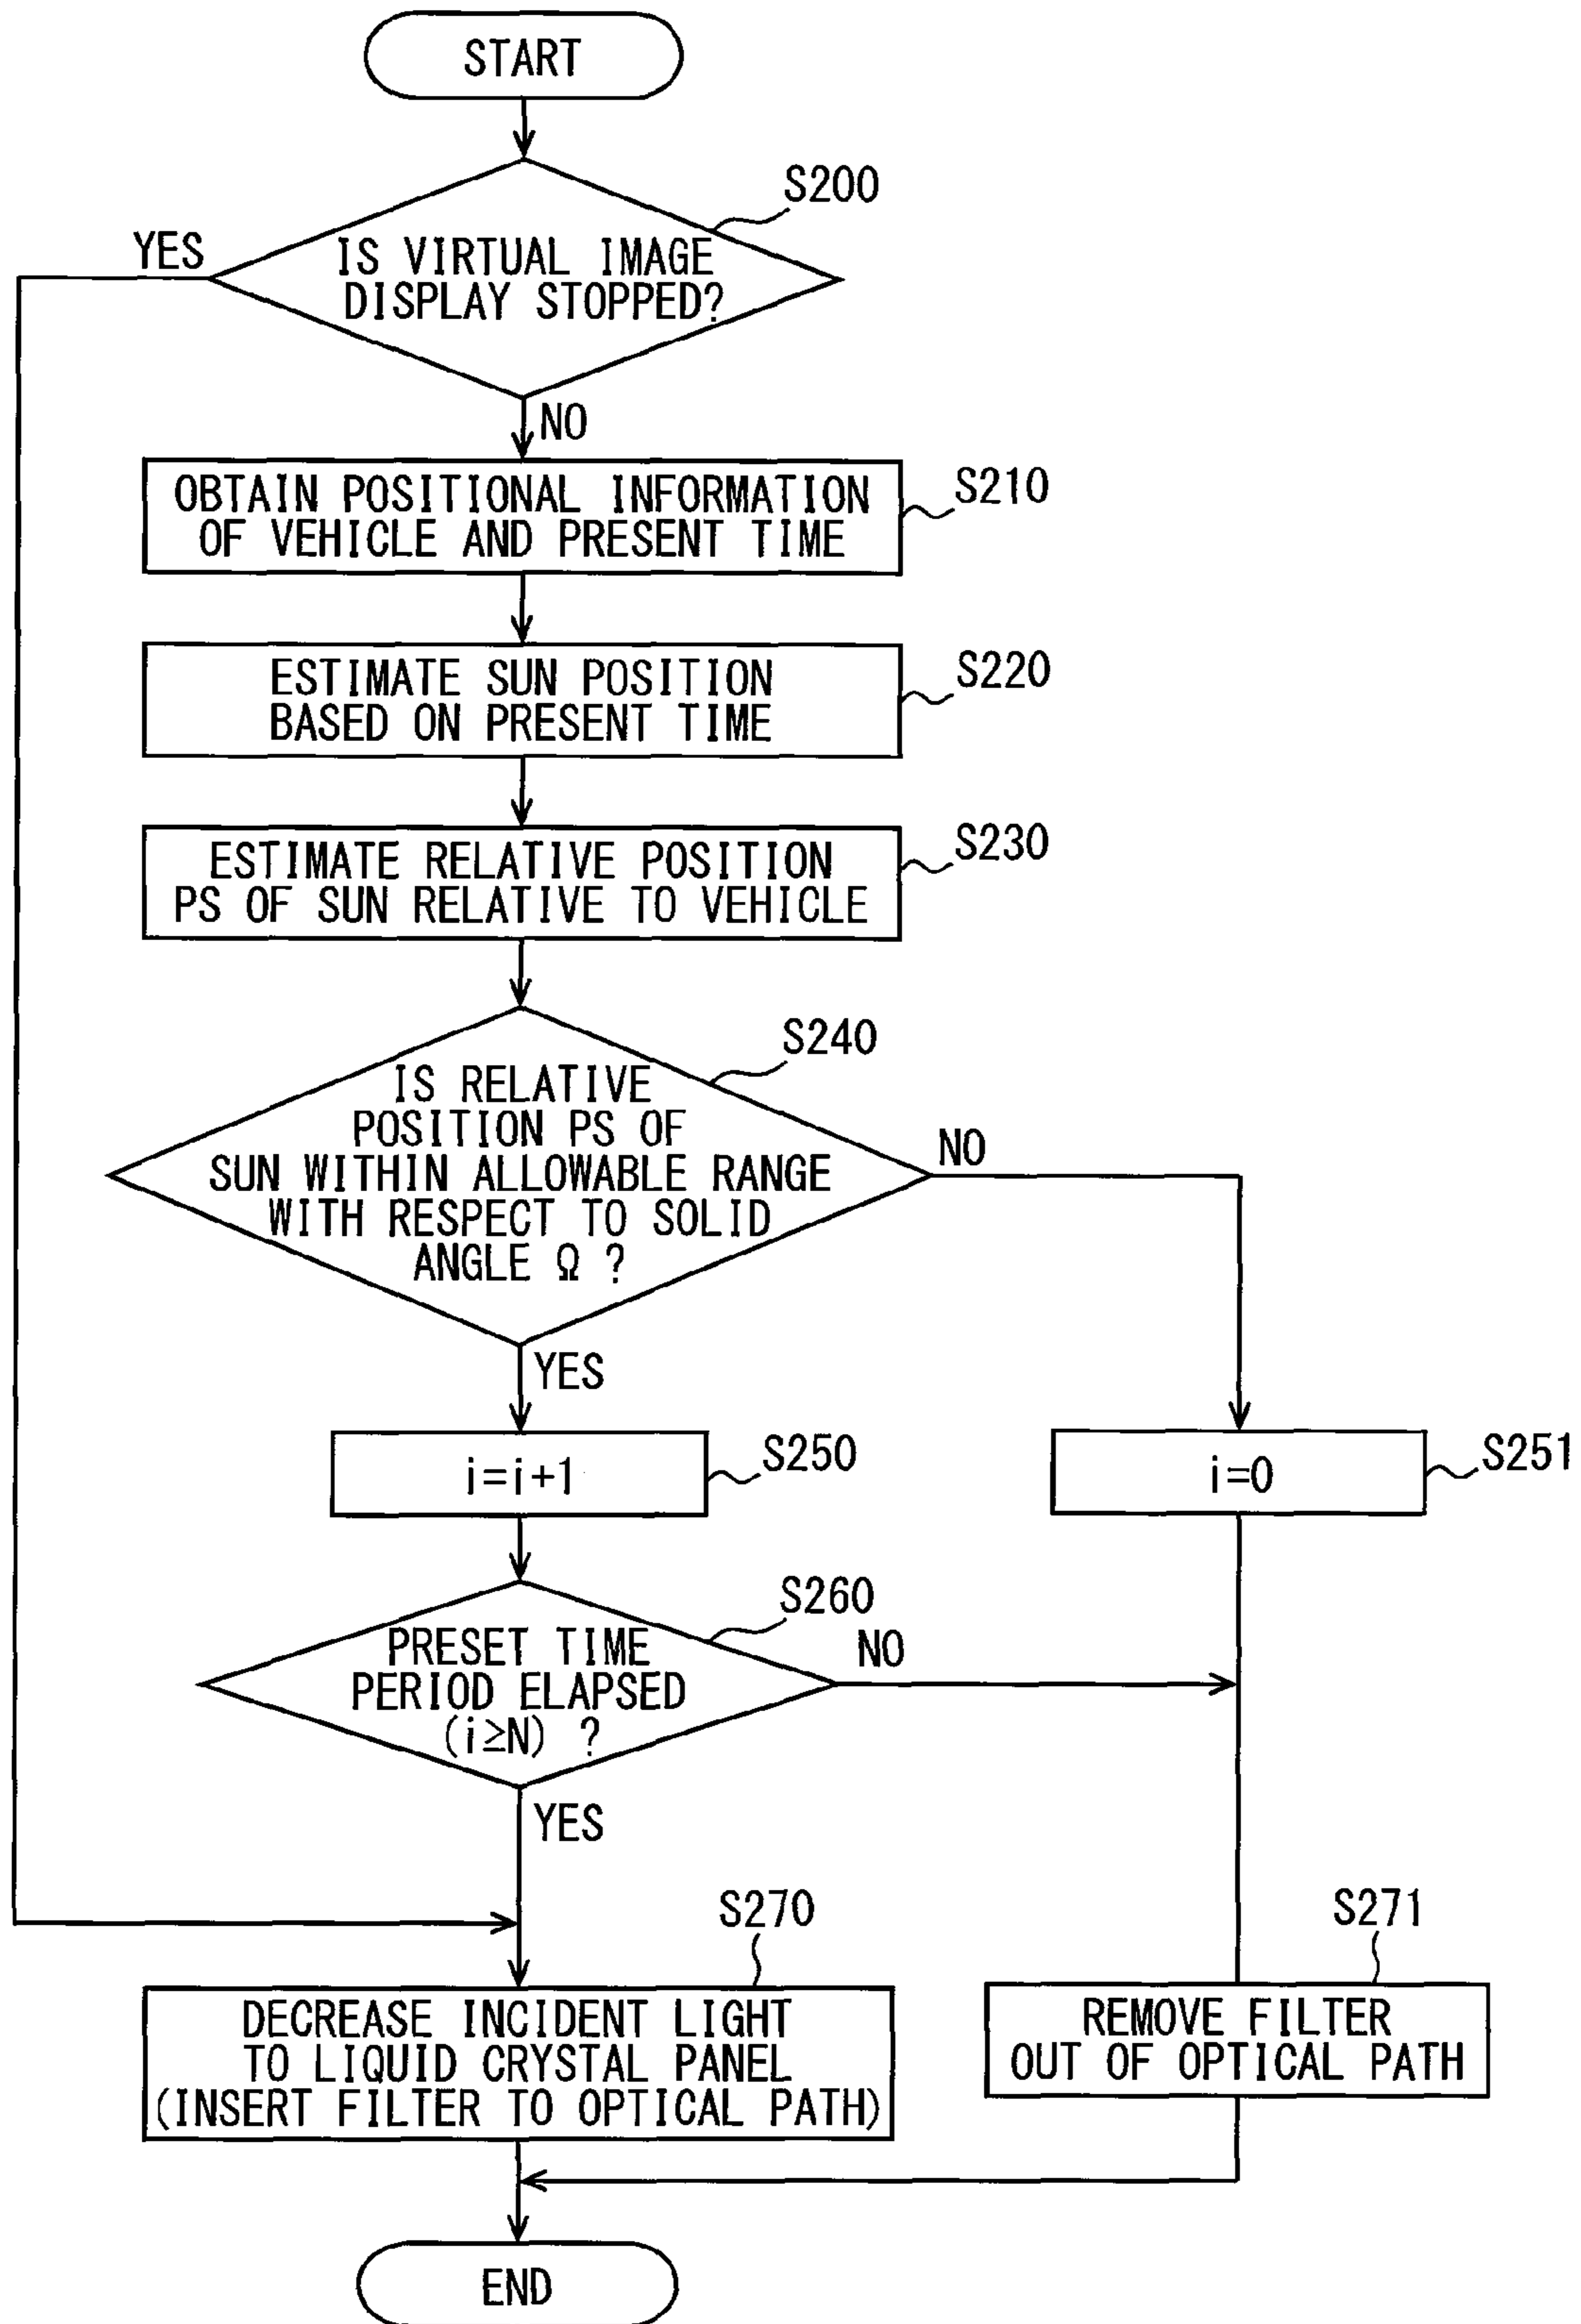 START
S200
YES
IS VIRTUAL IMAGE
DISPLAY STOPPED?
NO
OBTAIN POSITIONAL INFORMATION
OF VEHICLE AND PRESENT TIME
S210
ESTIMATE SUN POSITION
BASED ON PRESENT TIME
S220
ESTIMATE RELATIVE POSITION
PS OF SUN RELATIVE TO VEHICLE
S230
S240
IS RELATIVE
POSITION PS OF
SUN WITHIN ALLOWABLE RANGE
WITH RESPECT TO SOLID
ANGLE Ω ?
NO
YES
i=i+1
S250
i=0
S251
S260
PRESET TIME
PERIOD ELAPSED
(i≥N) ?
NO
YES
S270
DECREASE INCIDENT LIGHT
TO LIQUID CRYSTAL PANEL
(INSERT FILTER TO OPTICAL PATH)
S271
REMOVE FILTER
OUT OF OPTICAL PATH
END